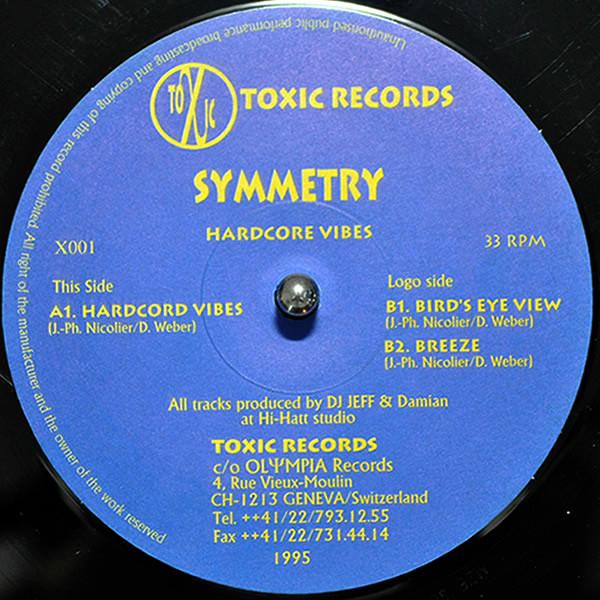 TOXIC
TOXIC RECORDS
SYMMETRY
HARDCORE VIBES
X001
33 RPM
This Side
A1. HARDCORD VIBES
(J.-Ph. Nicolier/D. Weber)
Logo side
B1. BIRD'S EYE VIEW
(J.-Ph. Nicolier/D. Weber)
B2. BREEZE
(J.-Ph. Nicolier/D. Weber)
All tracks produced by DJ JEFF & Damian
at Hi-Hatt studio
TOXIC RECORDS
c/o OLΨMPIA Records
4, Rue Vieux-Moulin
CH-1213 GENEVA/Switzerland
Tel. ++41/22/793.12.55
Fax ++41/22/731.44.14
1995
Unauthorised public performance broadcasting and copying of this record prohibited. All right of the manufacturer and the owner of the work reserved